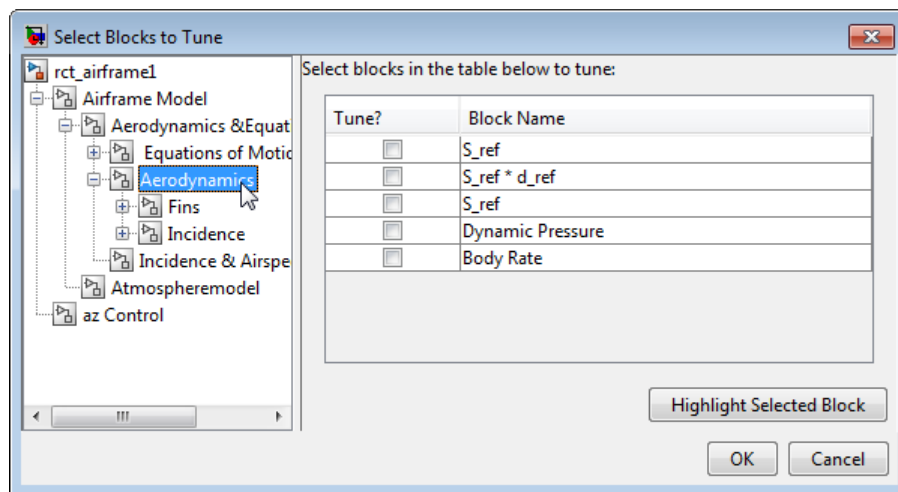 Select Blocks to Tune
rct_airframe1
Airframe Model
Aerodynamics &Equat
Equations of Motic
Aerodynamics
Fins
Incidence
Incidence & Airspe
Atmospheremodel
az Control
Select blocks in the table below to tune:
Tune? Block Name
S_ref
S_ref * d_ref
S_ref
Dynamic Pressure
Body Rate
Highlight Selected Block
OK Cancel